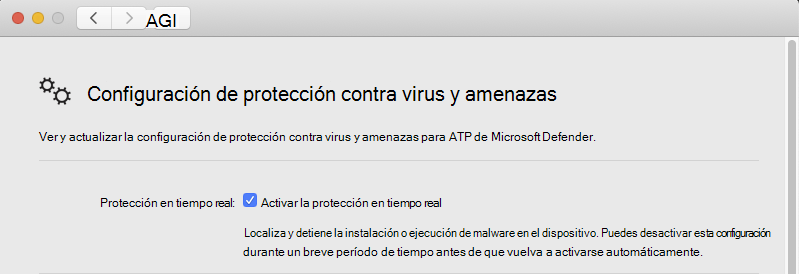 AGI
Configuración de protección contra virus y amenazas
Ver y actualizar la configuración de protección contra virus y amenazas para ATP de Microsoft Defender.
Protección en tiempo real: Activar la protección en tiempo real
Localiza y detiene la instalación o ejecución de malware en el dispositivo. Puedes desactivar esta configuración
durante un breve período de tiempo antes de que vuelva a activarse automáticamente.